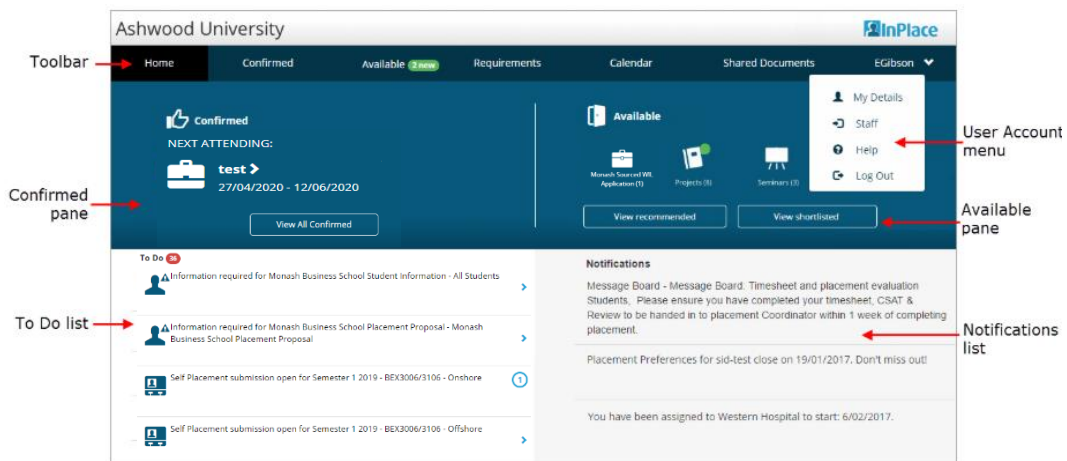 Ashwood University
InPlace
Toolbar
Home
Confirmed
Available 2 new
Requirements
Calendar
Shared Documents
EGibson
My Details
Staff
Help
Log Out
User Account
menu
Confirmed
NEXT ATTENDING:
test
27/04/2020 - 12/06/2020
View All Confirmed
Confirmed
pane
Available
Monash Sourced WIL
Application (1)
Projects (8)
Seminars (3)
View recommended
View shortlisted
Available
pane
To Do 36
Information required for Monash Business School Student Information - All Students
Information required for Monash Business School Placement Proposal - Monash
Business School Placement Proposal
Self Placement submission open for Semester 1 2019 - BEX3006/3106 - Onshore
1
Self Placement submission open for Semester 1 2019 - BEX3006/3106 - Offshore
To Do list
Notifications
Message Board - Message Board. Timesheet and placement evaluation
Students, Please ensure you have completed your timesheet, CSAT &
Review to be handed in to placement Coordinator within 1 week of completing
placement.
Placement Preferences for sid-test close on 19/01/2017. Don't miss out!
You have been assigned to Western Hospital to start: 6/02/2017.
Notifications
list